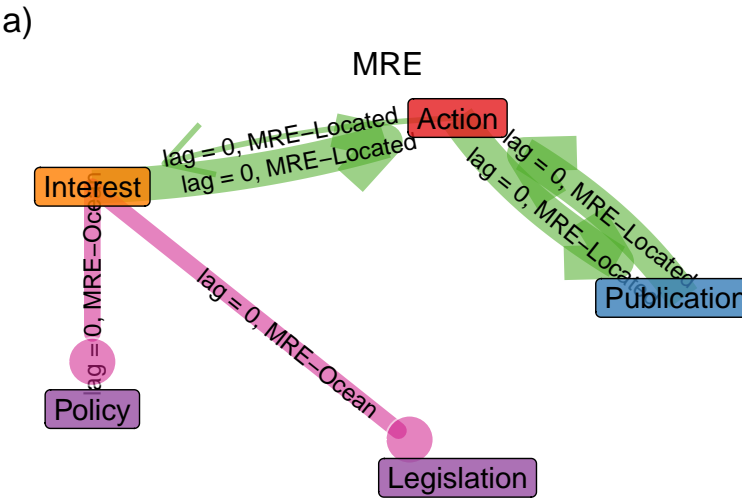 a)
MRE
Action
lag = 0, MRE–Located
lag = 0, MRE–Located
lag = 0, MRE–Located
lag = 0, MRE–Located
Interest
lag = 0, MRE–Ocean
lag = 0, MRE–Ocean
Publication
Policy
Legislation